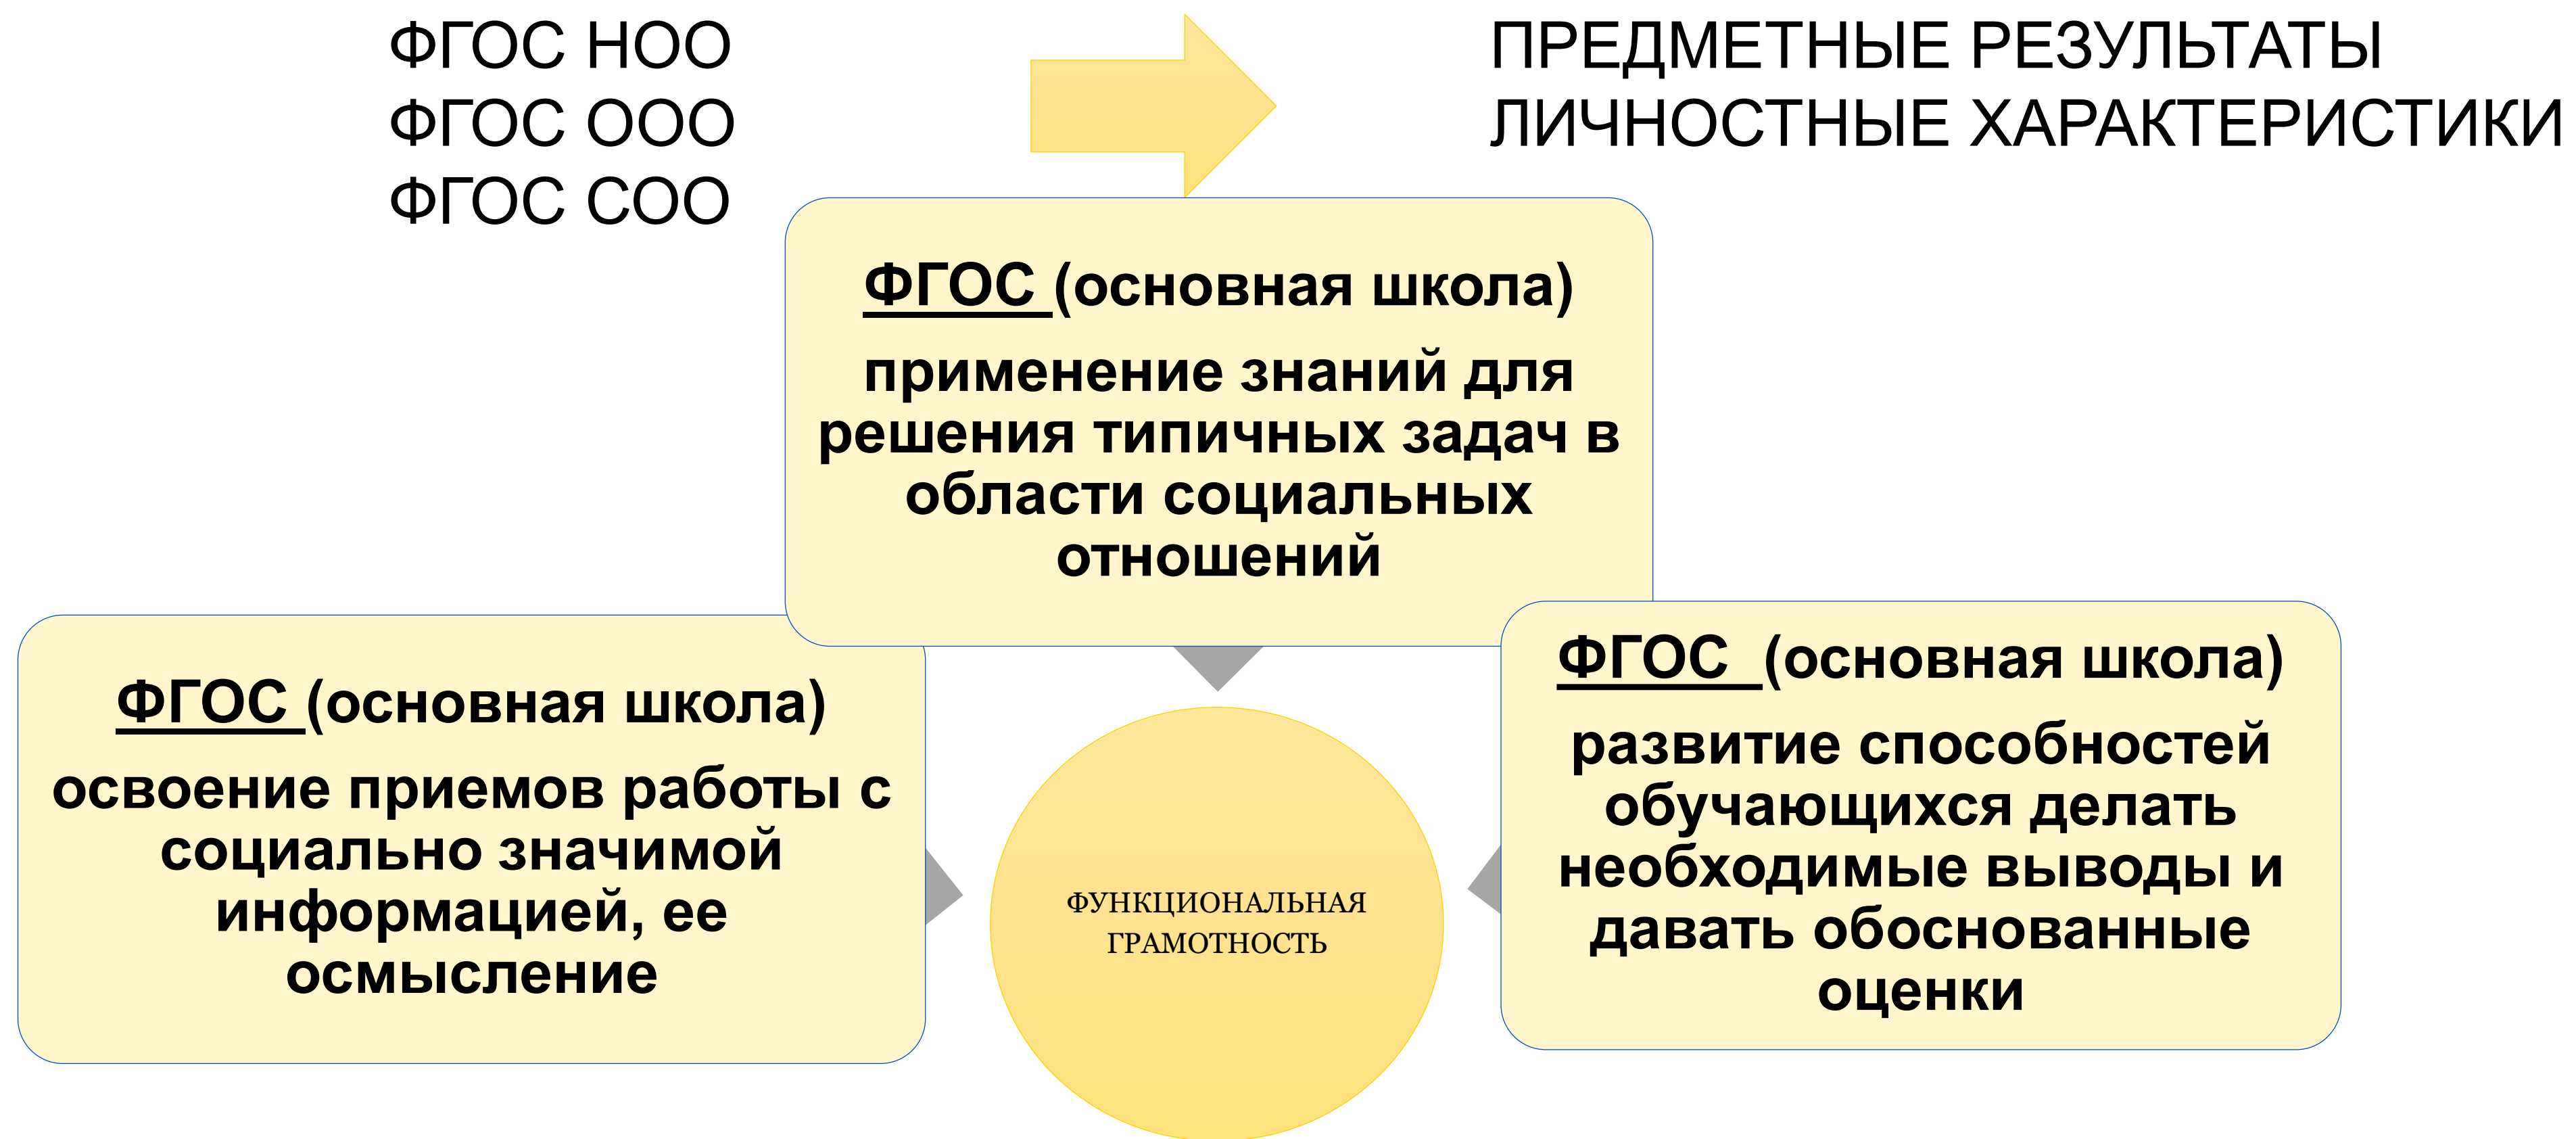 ФГОС НОО
ФГОС ООО
ФГОС СОО
ПРЕДМЕТНЫЕ РЕЗУЛЬТАТЫ
ЛИЧНОСТНЫЕ ХАРАКТЕРИСТИКИ
ФГОС (основная школа)
применение знаний для
решения типичных задач в
области социальных
отношений
ФГОС (основная школа)
освоение приемов работы с
социально значимой
информацией, ее
осмысление
ФУНКЦИОНАЛЬНАЯ
ГРАМОТНОСТЬ
ФГОС (основная школа)
развитие способностей
обучающихся делать
необходимые выводы и
давать обоснованные
оценки